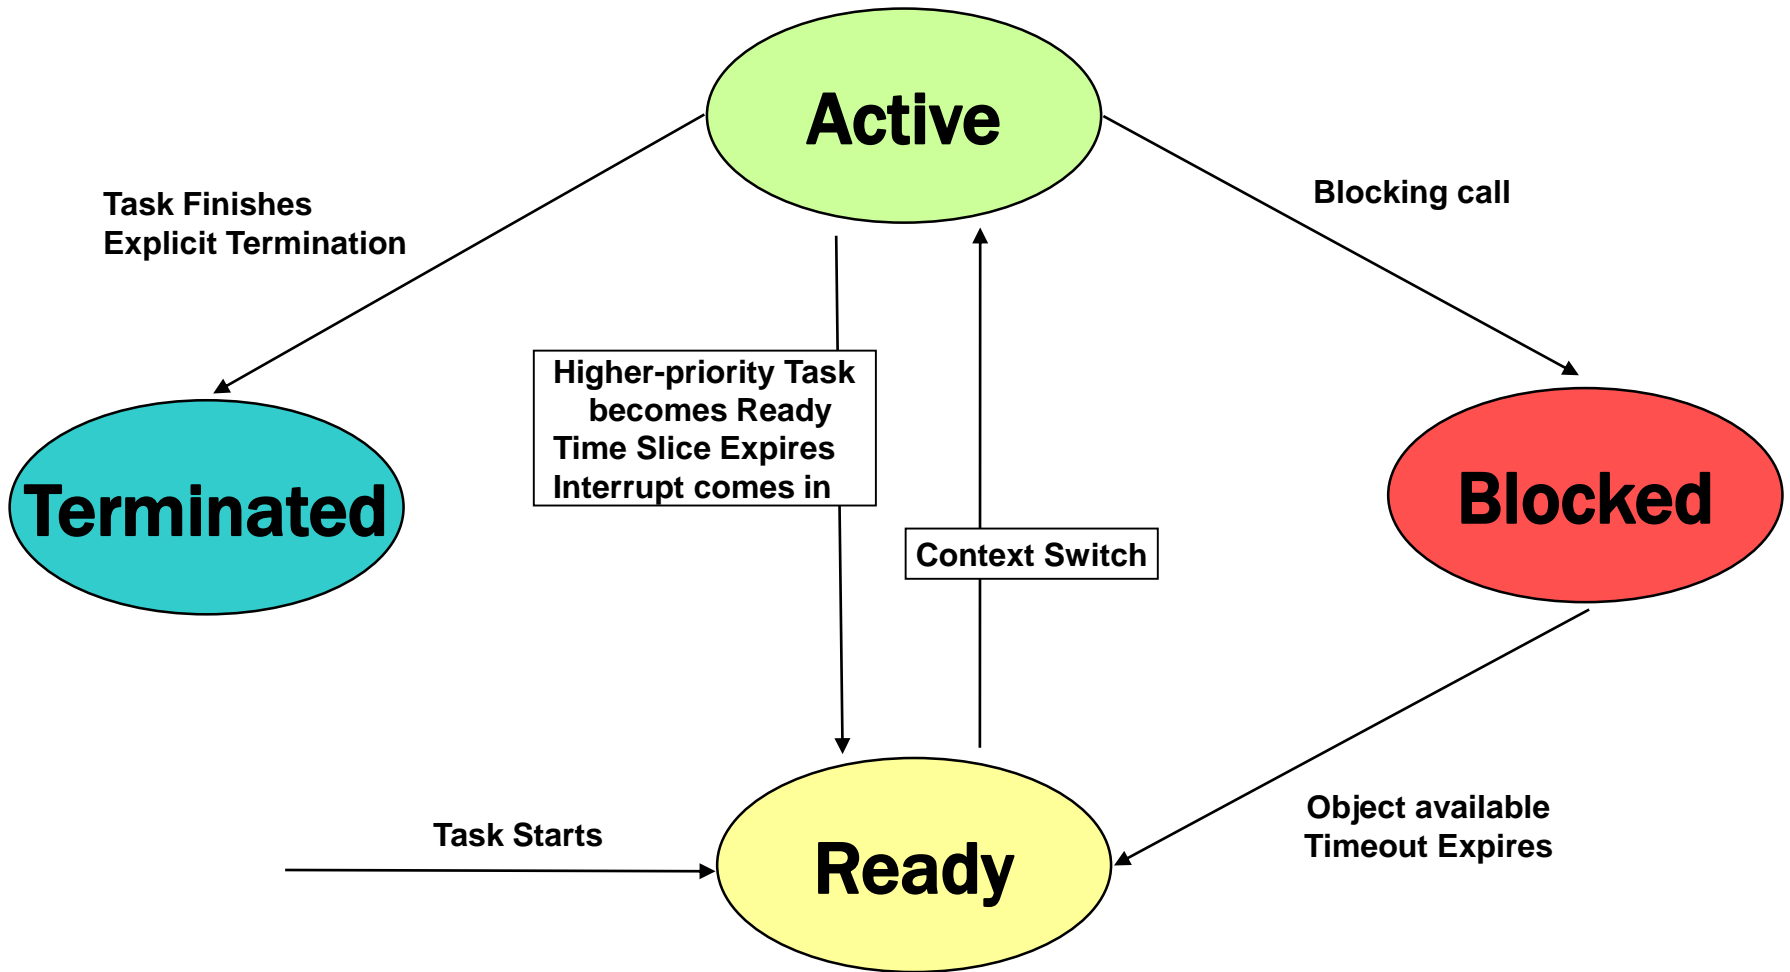 Active
Task Finishes
Explicit Termination
Blocking call
Higher-priority Task
becomes Ready
Time Slice Expires
Interrupt comes in
Terminated
Blocked
Context Switch
Task Starts
Object available
Timeout Expires
Ready